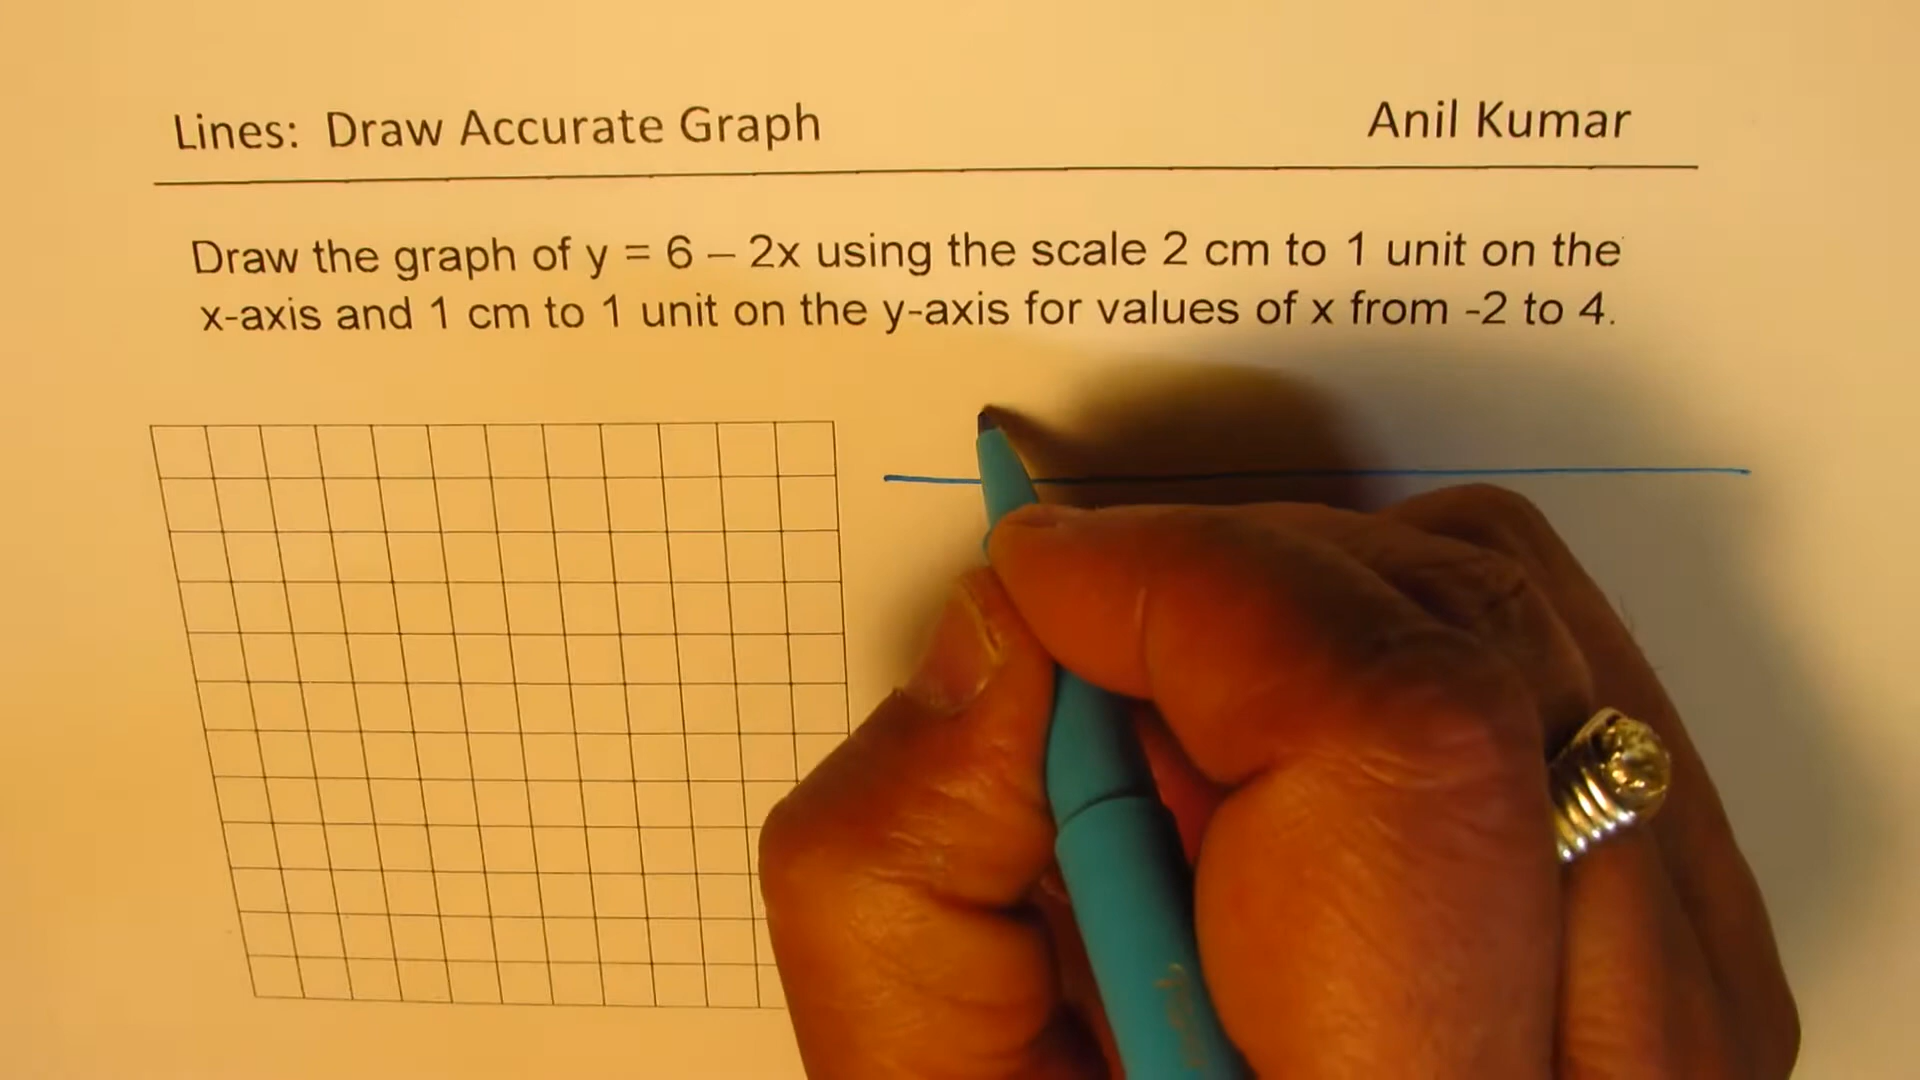 Lines: Draw Accurate Graph Anil Kumar
Draw the graph of y = 6 – 2x using the scale 2 cm to 1 unit on the
x-axis and 1 cm to 1 unit on the y-axis for values of x from -2 to 4.